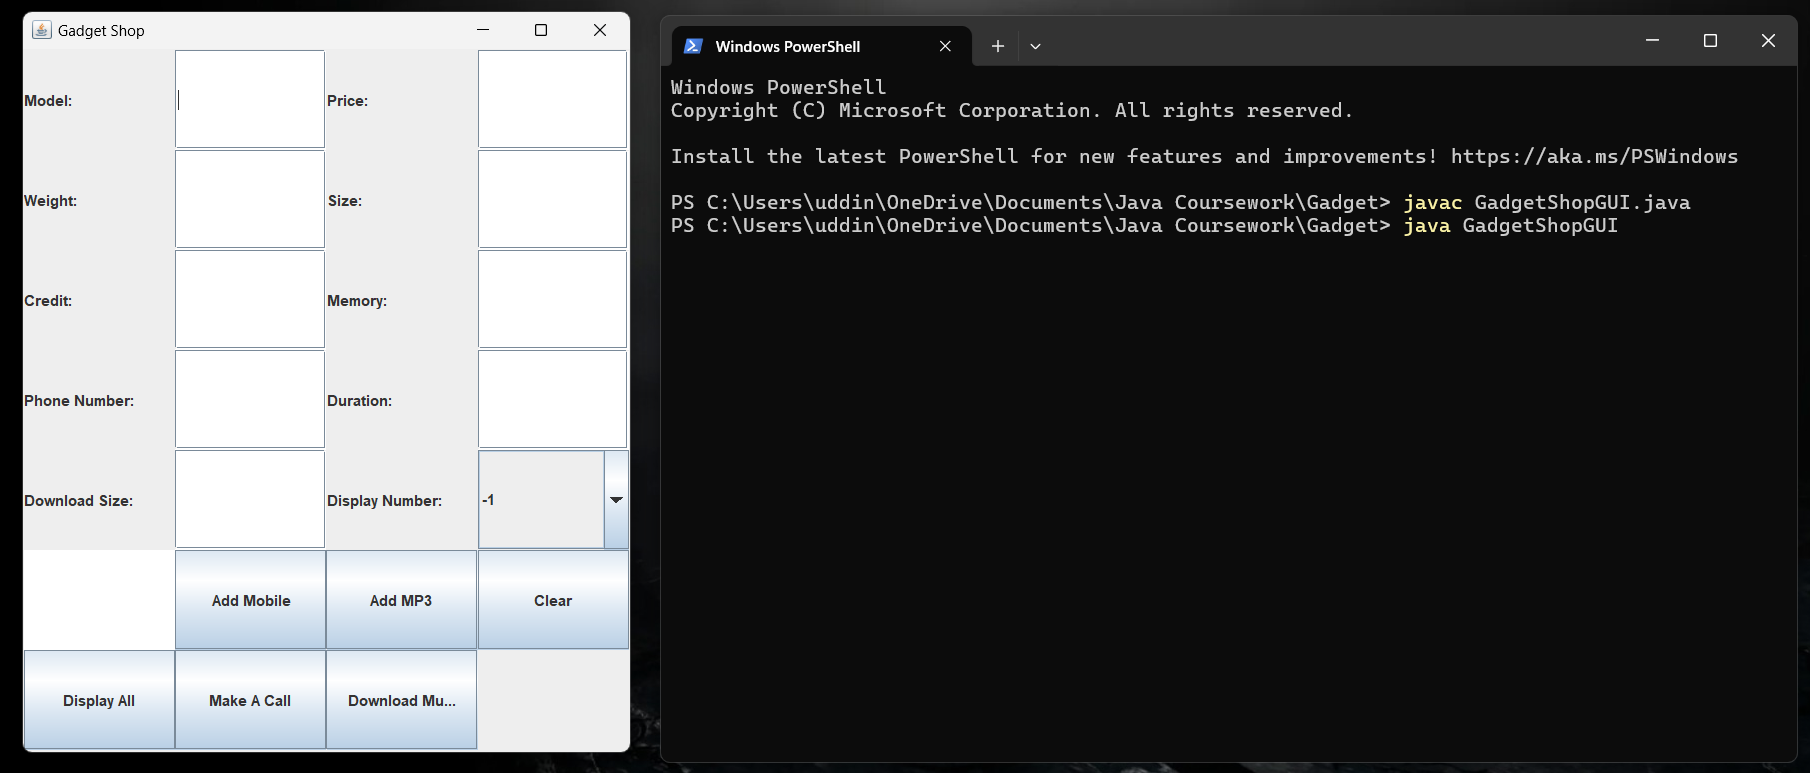 Gadget Shop
Model:
Price:
Weight:
Size:
Credit:
Memory:
Phone Number:
Duration:
Download Size:
Display Number:
-1
Add Mobile
Add MP3
Clear
Display All
Make A Call
Download Mu...
Windows PowerShell
Windows PowerShell
Copyright (C) Microsoft Corporation. All rights reserved.
Install the latest PowerShell for new features and improvements! https://aka.ms/PSWindows
PS C:\Users\uddin\OneDrive\Documents\Java Coursework\Gadget> javac GadgetShopGUI.java
PS C:\Users\uddin\OneDrive\Documents\Java Coursework\Gadget> java GadgetShopGUI